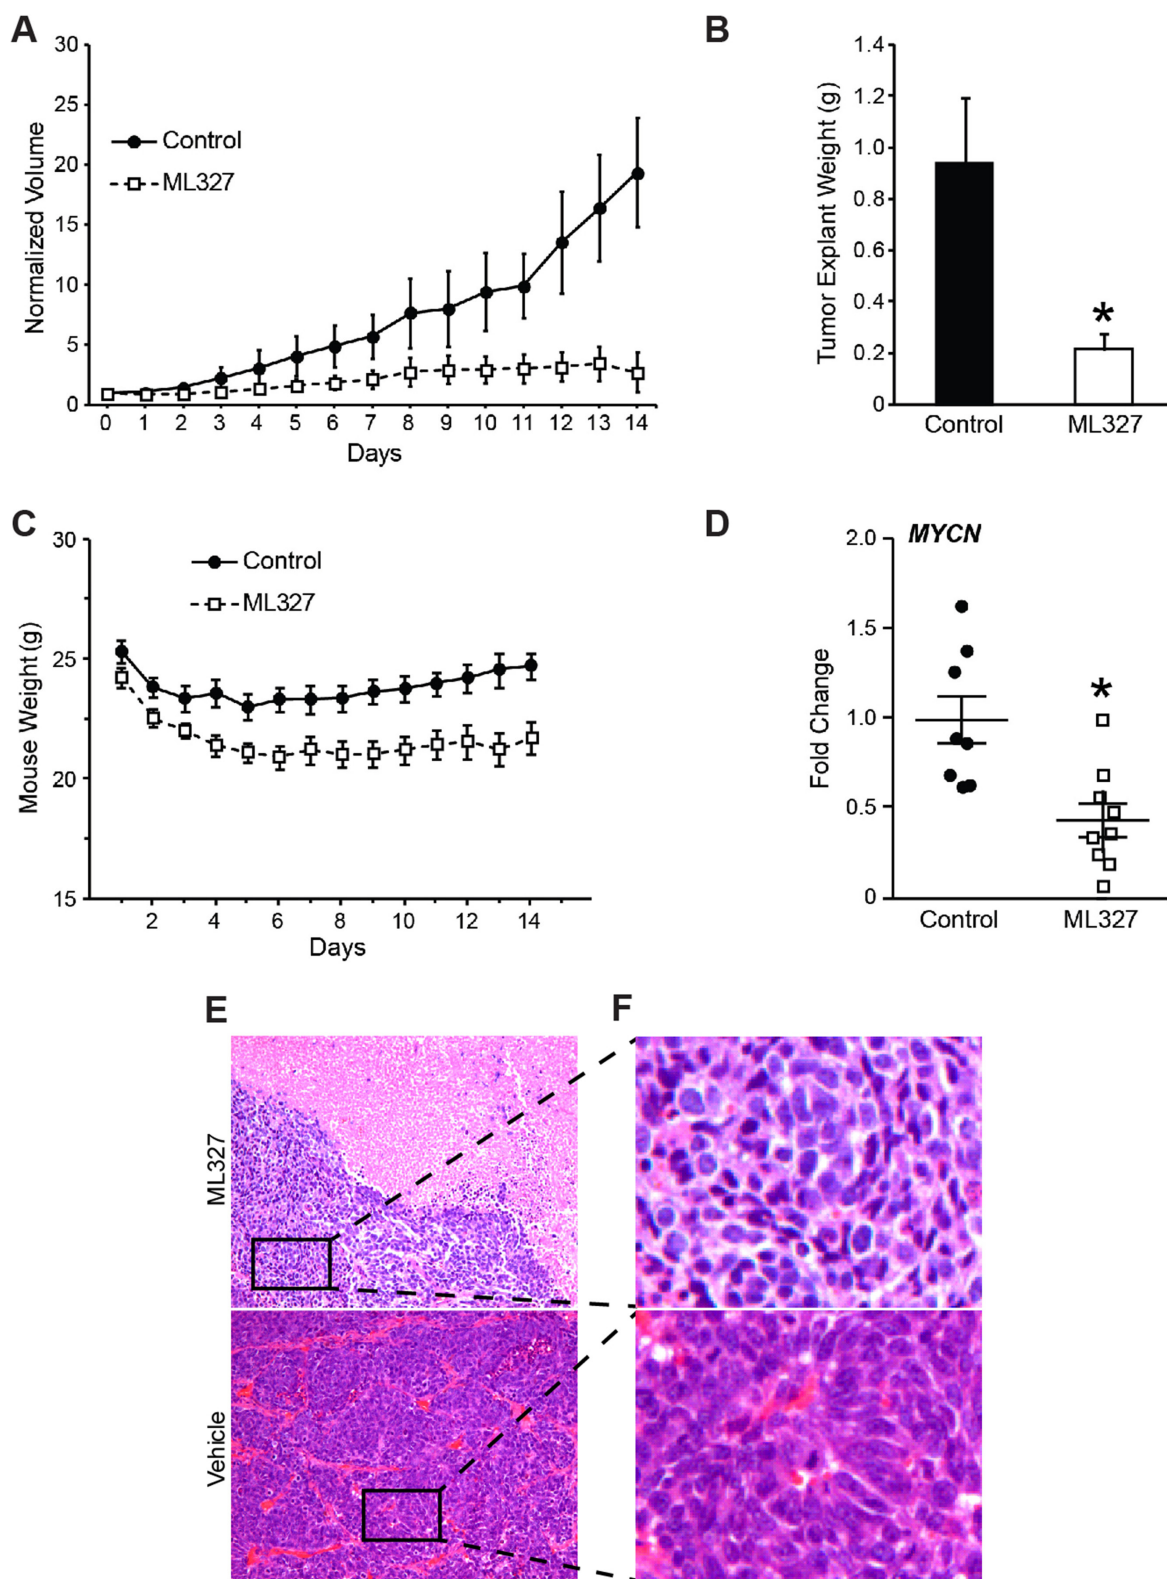 A
30
25
20
15
10
5
0
Normalized Volume
Control
ML327
0 1 2 3 4 5 6 7 8 9 10 11 12 13 14
Days
B
1.4
1.2
1.0
0.8
0.6
0.4
0.2
0
Tumor Explant Weight (g)
*
Control ML327
C
30
25
20
15
Mouse Weight (g)
Control
ML327
2 4 6 8 10 12 14
Days
D
MYCN
2.0
1.5
1.0
0.5
0
Fold Change
*
Control ML327
E
F
ML327
Vehicle